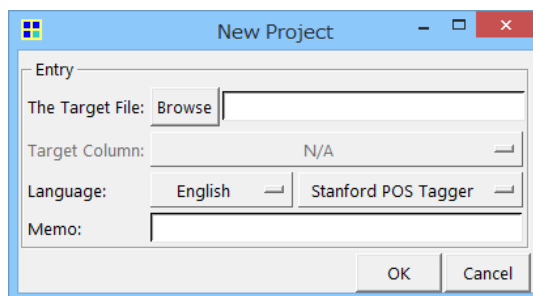 New Project
Entry
The Target File: Browse
Target Column: N/A
Language: English Stanford POS Tagger
Memo:
OK Cancel